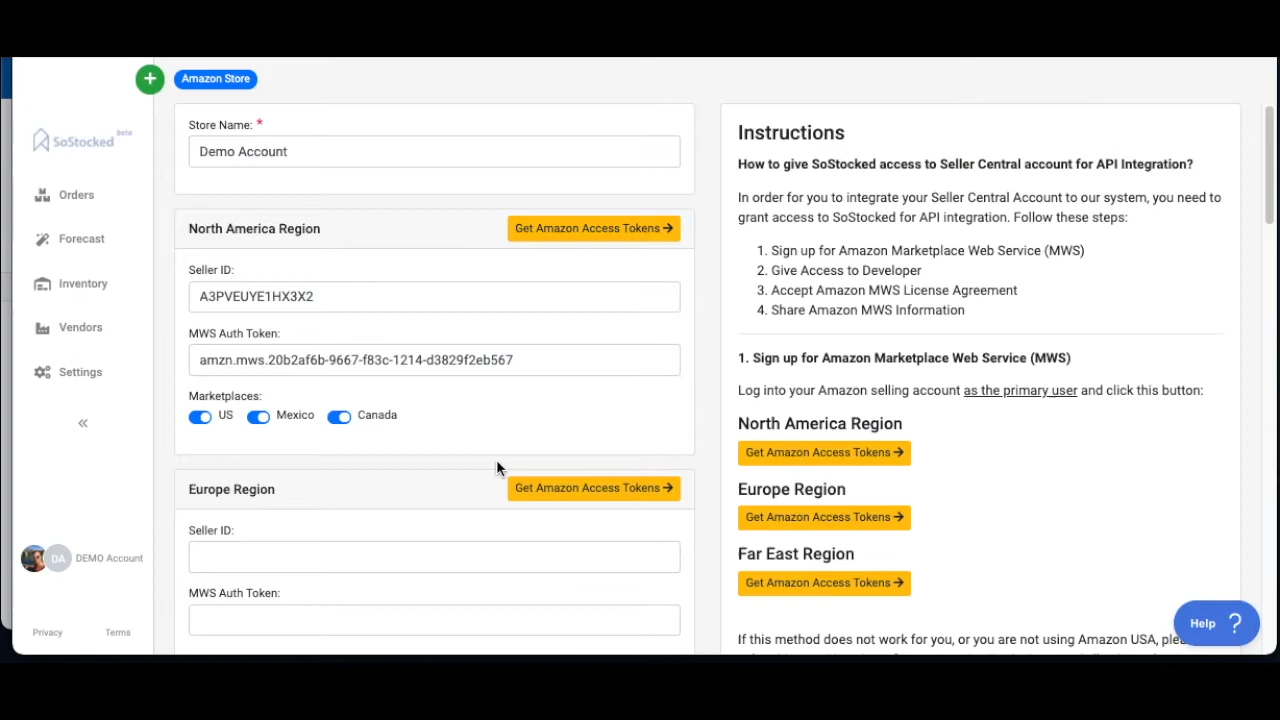 +
Amazon Store
SoStocked beta
Orders
Forecast
Inventory
Vendors
Settings
«
DA
DEMO Account
Privacy
Terms
Store Name: *
Demo Account
North America Region
Get Amazon Access Tokens →
Seller ID:
A3PVEUYE1HX3X2
MWS Auth Token:
amzn.mws.20b2af6b-9667-f83c-1214-d3829f2eb567
Marketplaces:
US Mexico Canada
Europe Region
Get Amazon Access Tokens →
Seller ID:
MWS Auth Token:
Instructions
How to give SoStocked access to Seller Central account for API Integration?
In order for you to integrate your Seller Central Account to our system, you need to
grant access to SoStocked for API integration. Follow these steps:
1. Sign up for Amazon Marketplace Web Service (MWS)
2. Give Access to Developer
3. Accept Amazon MWS License Agreement
4. Share Amazon MWS Information
1. Sign up for Amazon Marketplace Web Service (MWS)
Log into your Amazon selling account as the primary user and click this button:
North America Region
Get Amazon Access Tokens →
Europe Region
Get Amazon Access Tokens →
Far East Region
Get Amazon Access Tokens →
If this method does not work for you, or you are not using Amazon USA,
Help ?